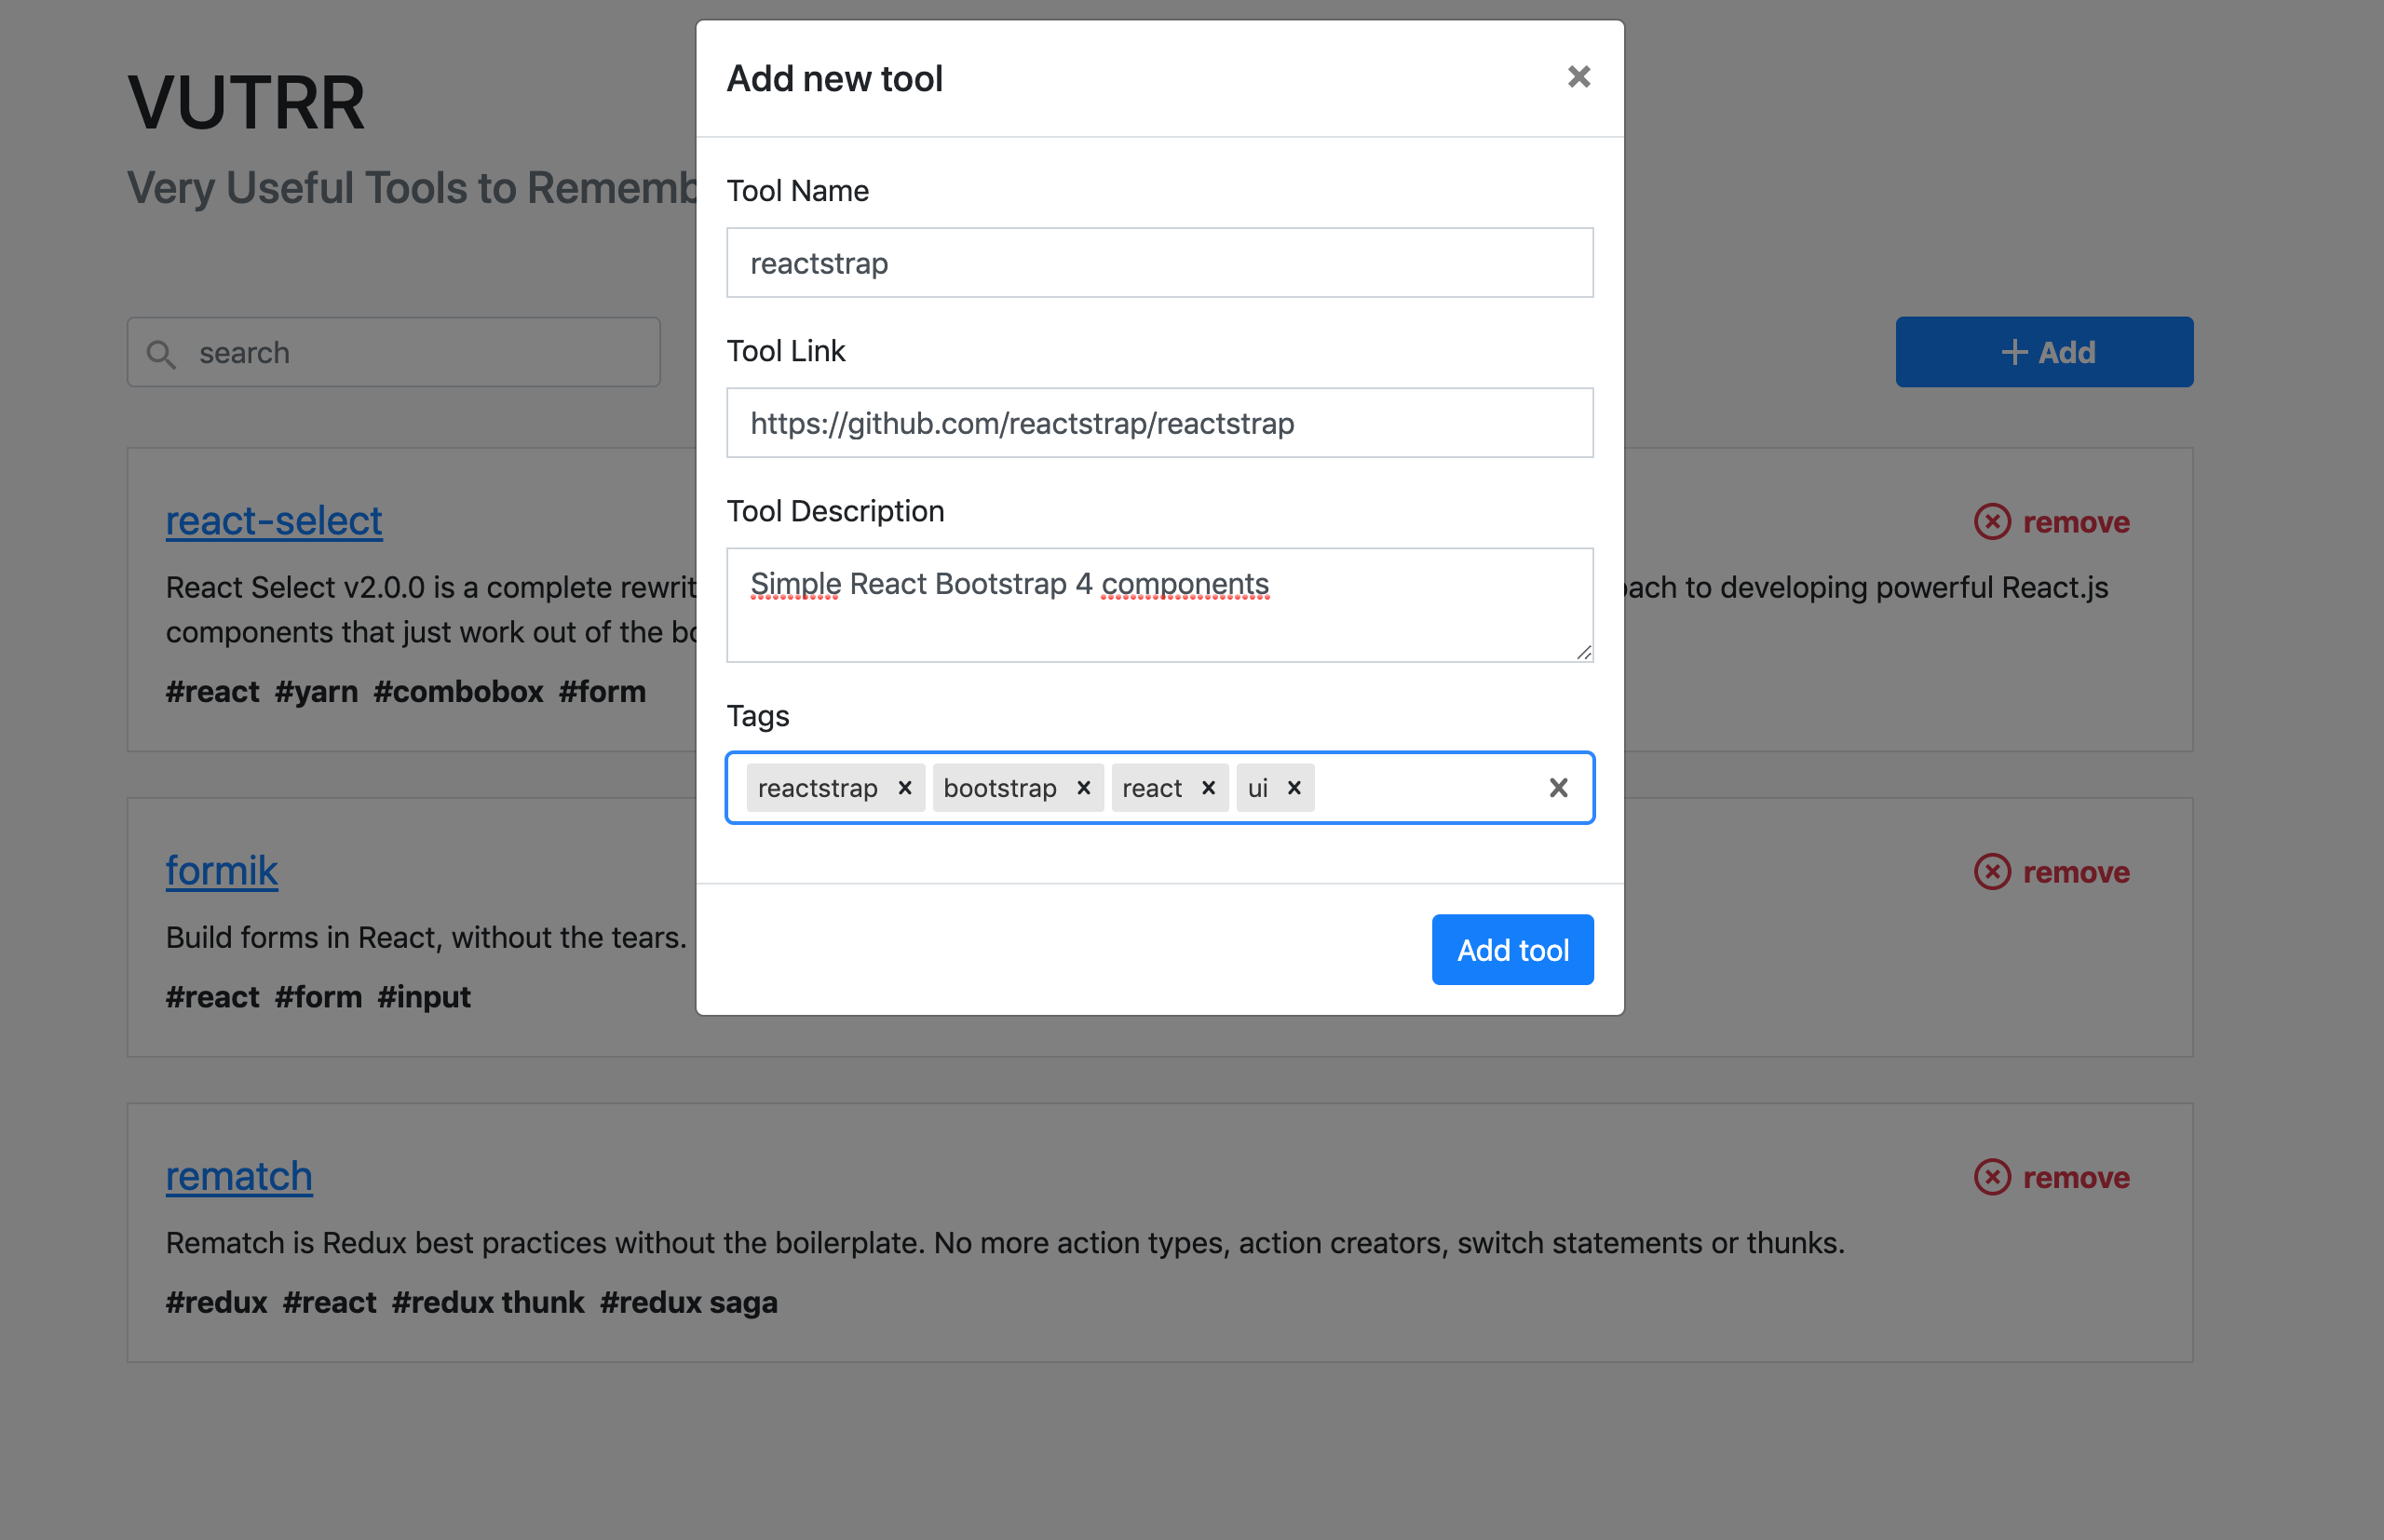 VUTRR
Very Useful Tools to Rememb
search
Add
react-select
remove
React Select v2.0.0 is a complete rewrit
ach to developing powerful React.js
components that just work out of the bo
#react #yarn #combobox #form
formik
remove
Build forms in React, without the tears.
#react #form #input
rematch
remove
Rematch is Redux best practices without the boilerplate. No more action types, action creators, switch statements or thunks.
#redux #react #redux thunk #redux saga
Add new tool
Tool Name
reactstrap
Tool Link
https://github.com/reactstrap/reactstrap
Tool Description
Simple React Bootstrap 4 components
Tags
reactstrap bootstrap react ui
Add tool